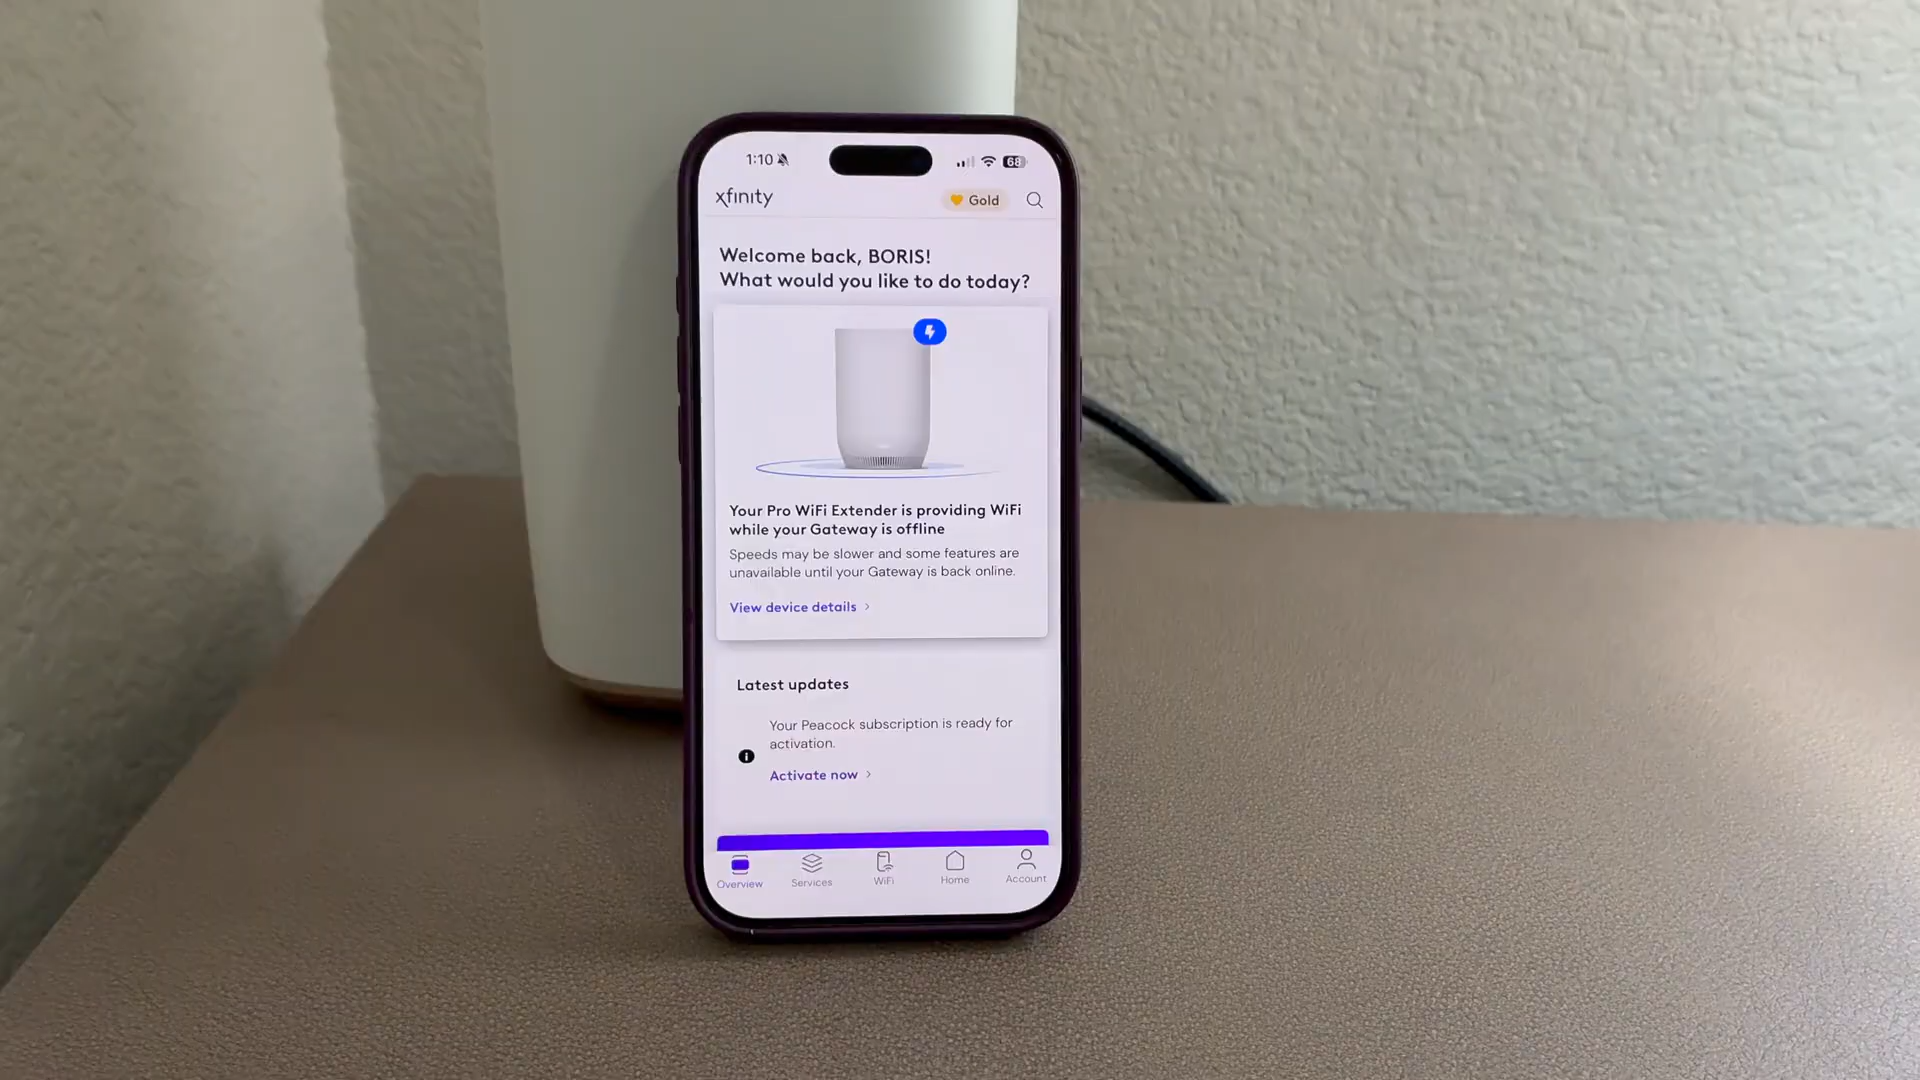 1:10
68
xfinity
Gold
Welcome back, BORIS!
What would you like to do today?
Your Pro WiFi Extender is providing WiFi
while your Gateway is offline
Speeds may be slower and some features are
unavailable until your Gateway is back online.
View device details
Latest updates
Your Peacock subscription is ready for
activation.
Activate now
Overview
Services
WiFi
Home
Account